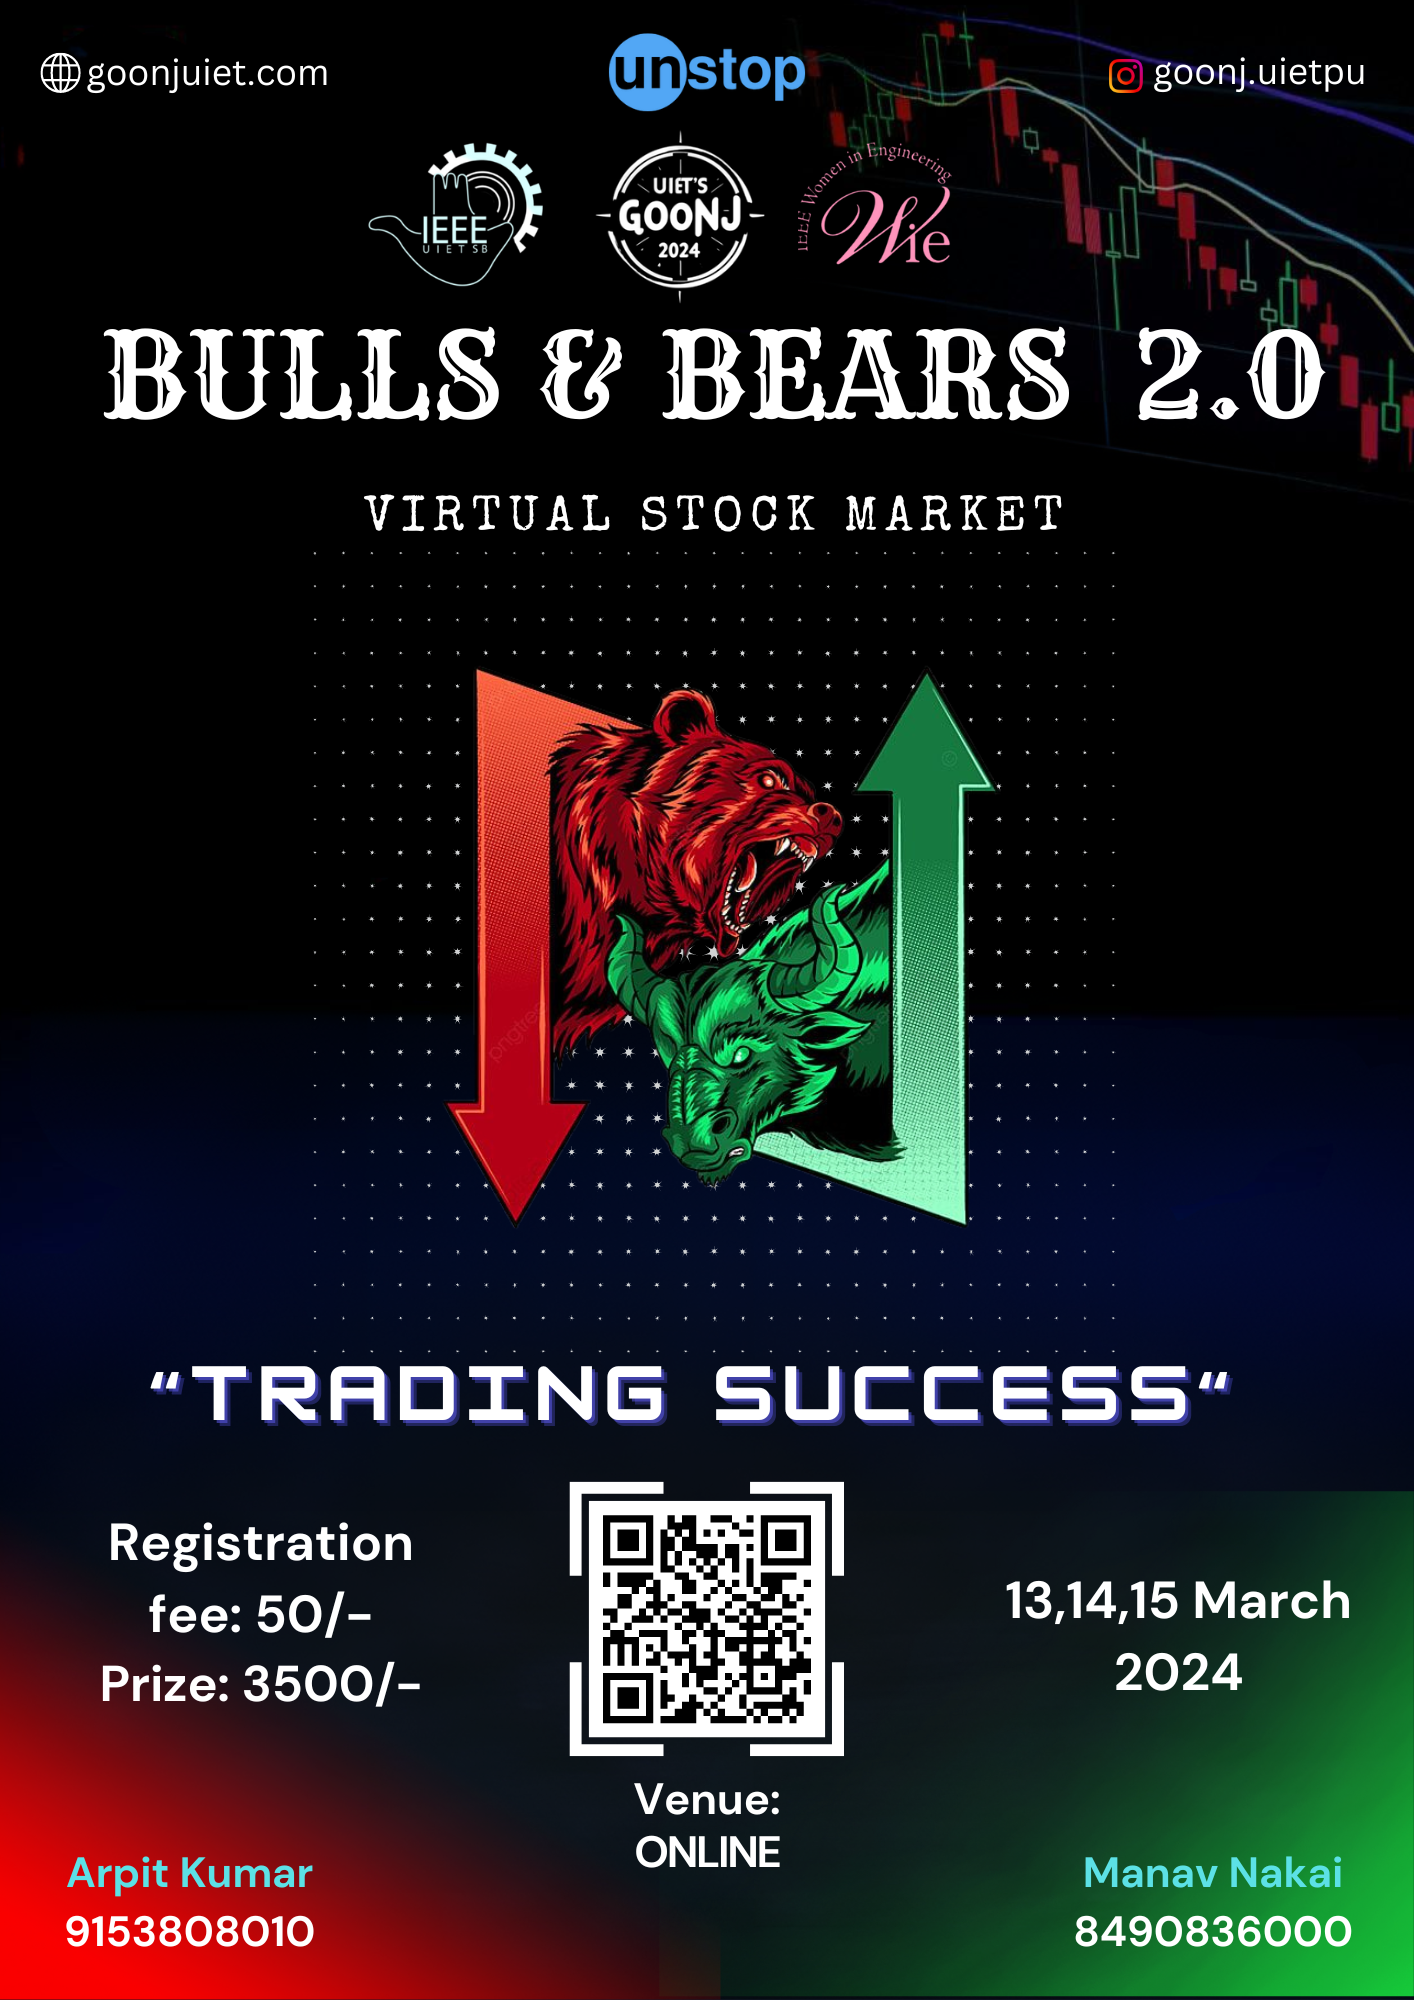 goonjuiet.com
unstop
goonj.uietpu
IEEE
UIET SB
UIET'S
GOONJ
2024
IEEE Women in Engineering
Wie
BULLS & BEARS 2.0
VIRTUAL STOCK MARKET
“TRADING SUCCESS“
Registration
fee: 50/-
Prize: 3500/-
13,14,15 March
2024
Venue:
ONLINE
Arpit Kumar
9153808010
Manav Nakai
8490836000